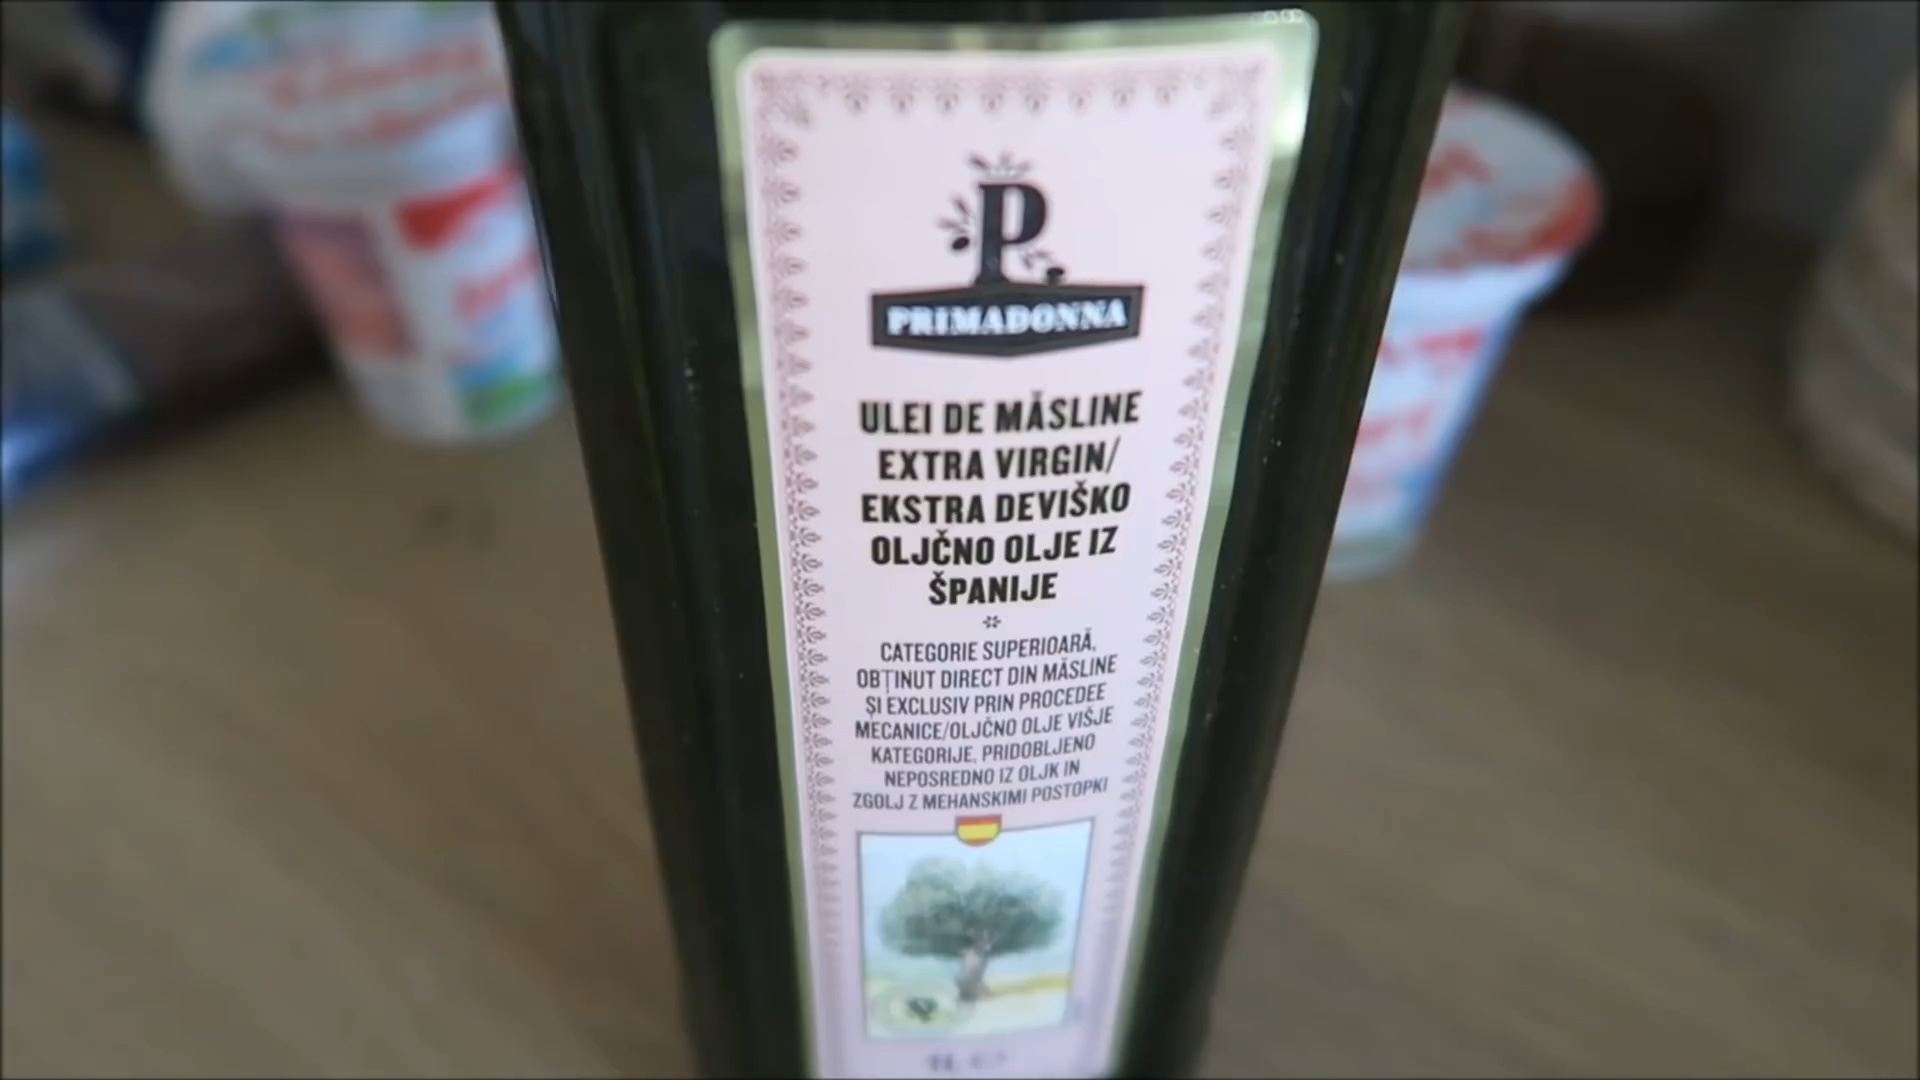 P
PRIMADONNA
ULEI DE MĂSLINE
EXTRA VIRGIN/
EKSTRA DEVIŠKO
OLJČNO OLJE IZ
ŠPANIJE
CATEGORIE SUPERIOARĂ,
OBȚINUT DIRECT DIN MĂSLINE
ȘI EXCLUSIV PRIN PROCEDEE
MECANICE/OLJČNO OLJE VIŠJE
KATEGORIJE, PRIDOBLJENO
NEPOSREDNO IZ OLJK IN
ZGOLJ Z MEHANSKIMI POSTOPKI